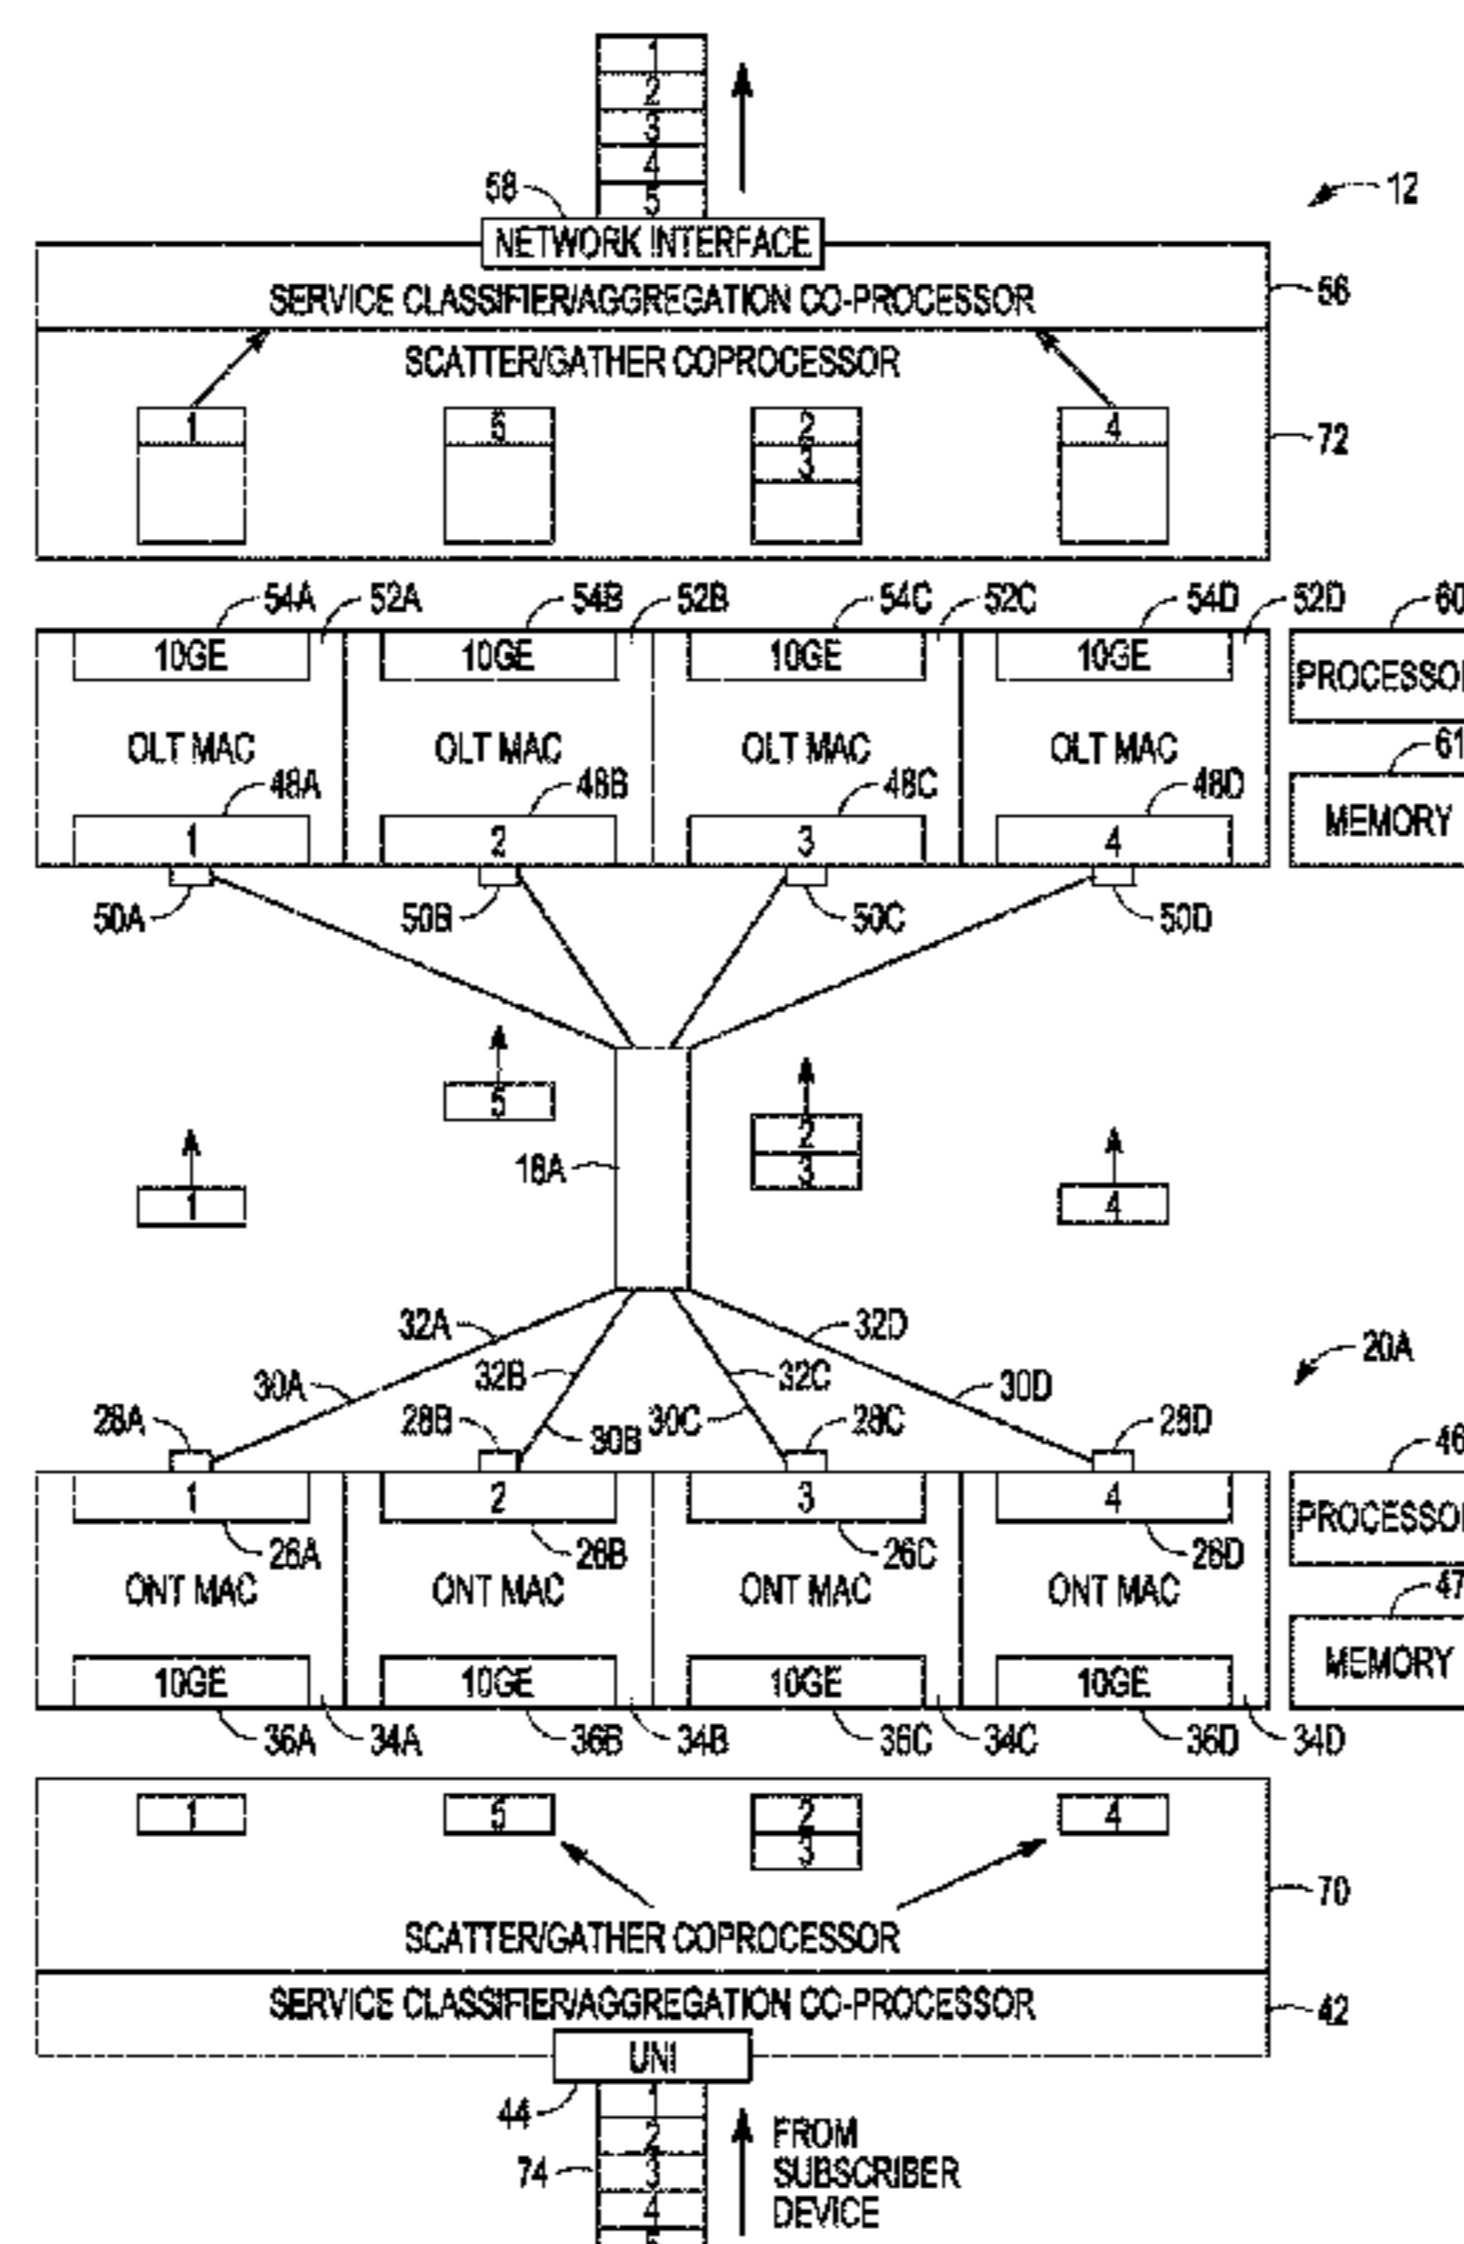 1
2
3
4
5
58
12
NETWORK INTERFACE
SERVICE CLASSIFIER/AGGREGATION CO-PROCESSOR
56
SCATTER/GATHER COPROCESSOR
1 5 2 4
3
72
54A 52A 54B 52B 54C 52C 54D 52D 60
10GE 10GE 10GE 10GE
OLT MAC OLT MAC OLT MAC OLT MAC
61
48A 48B 48C 48D
MEMORY
1 2 3 4
50A 50B 50C 50D
5
2
3
18A
1
4
32A 32D
20A
32B 32C
30A 30D
28A 28B 30B 30C 28C 28D
46
1 2 3 4
26A 26B 26C 26D
ONT MAC ONT MAC ONT MAC ONT MAC
47
MEMORY
10GE 10GE 10GE 10GE
36A 34A 36B 34B 36C 34C 36D 34D
1 5 2 4
3
70
SCATTER/GATHER COPROCESSOR
SERVICE CLASSIFIER/AGGREGATION CO-PROCESSOR
42
UNI
44
1
2
3
4
74
FROM
SUBSCRIBER
DEVICE